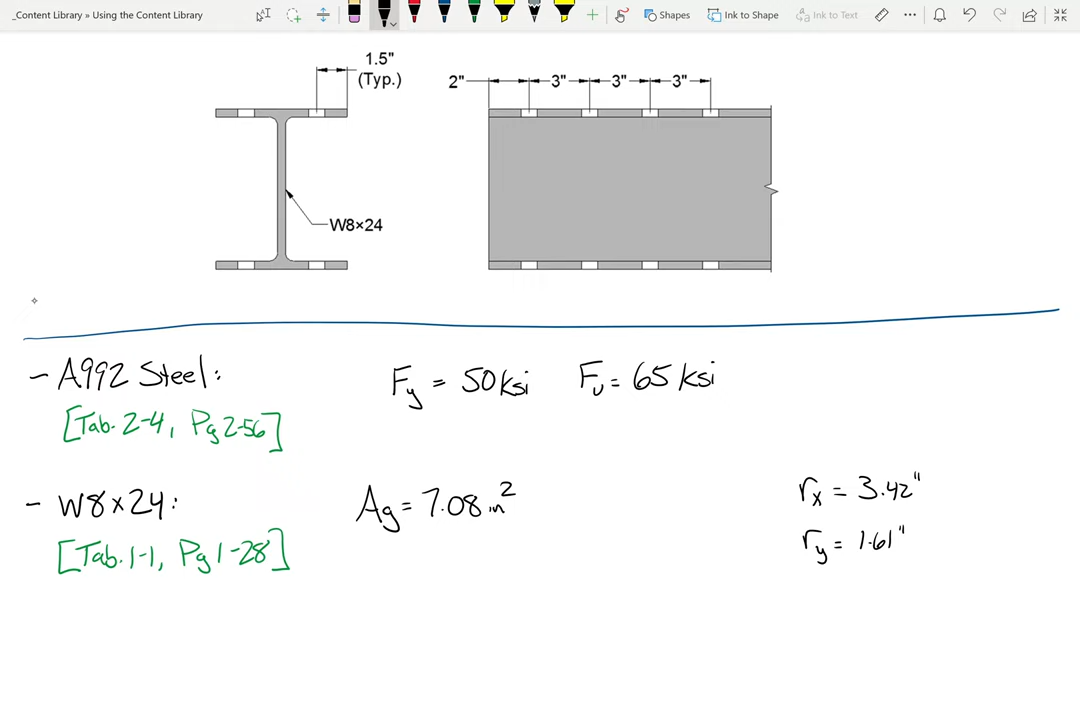 _Content Library » Using the Content Library
Shapes
Ink to Shape
Ink to Text
1.5"
(Typ.)
2" 3" 3" 3"
W8×24
- A992 Steel: Fy = 50 ksi Fu = 65 ksi
[Tab. 2-4, Pg 2-56]
- W8×24: Ag = 7.08 in² rx = 3.42"
[Tab. 1-1, Pg 1-28] ry = 1.61"